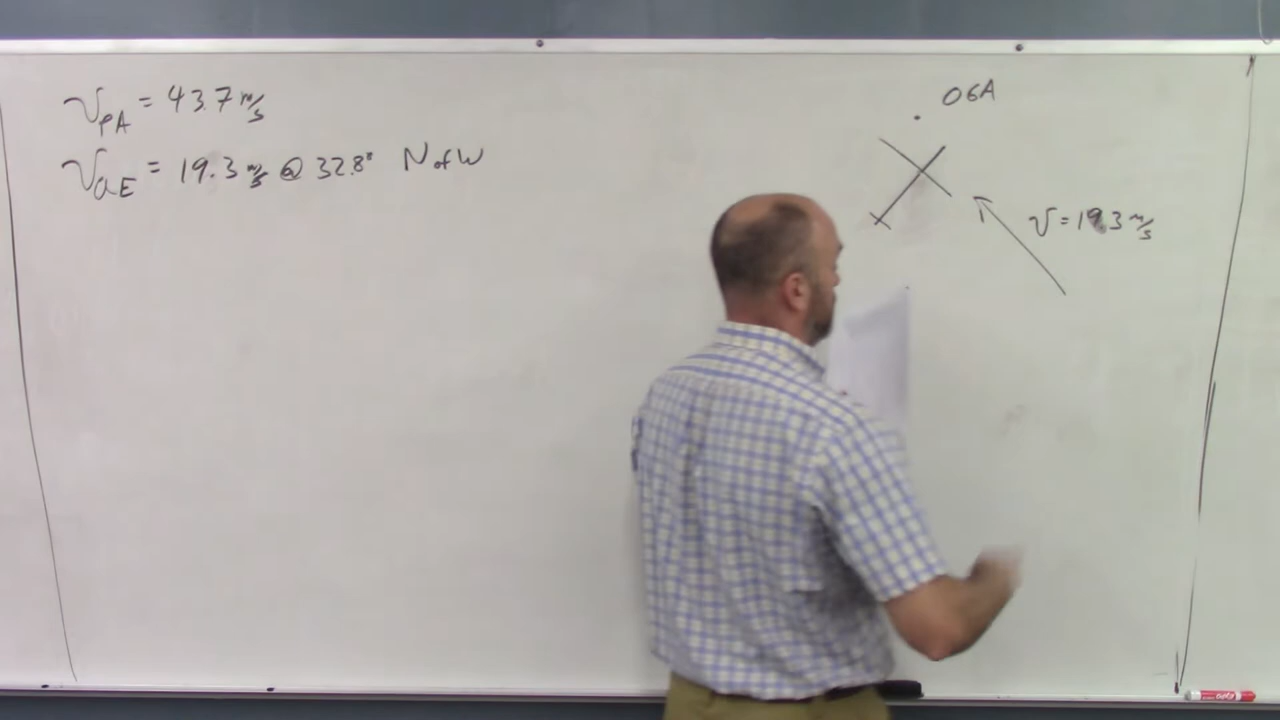 V_PA = 43.7 m/s
V_aE = 19.3 m/s @ 32.8° N of W
06A
V = 19.3 m/s